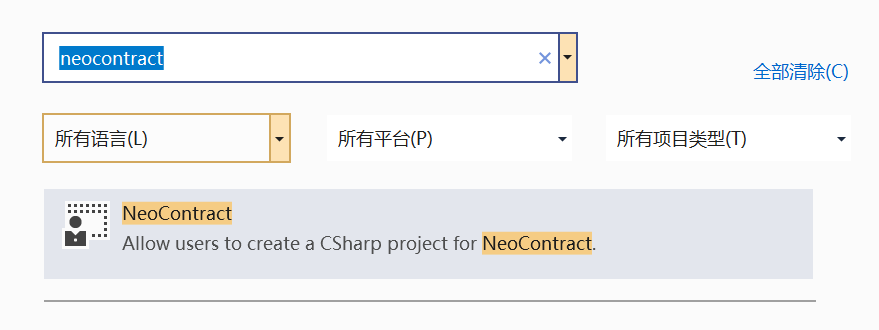 neocontract
全部清除(C)
所有语言(L) 所有平台(P) 所有项目类型(T)
NeoContract
Allow users to create a CSharp project for NeoContract.